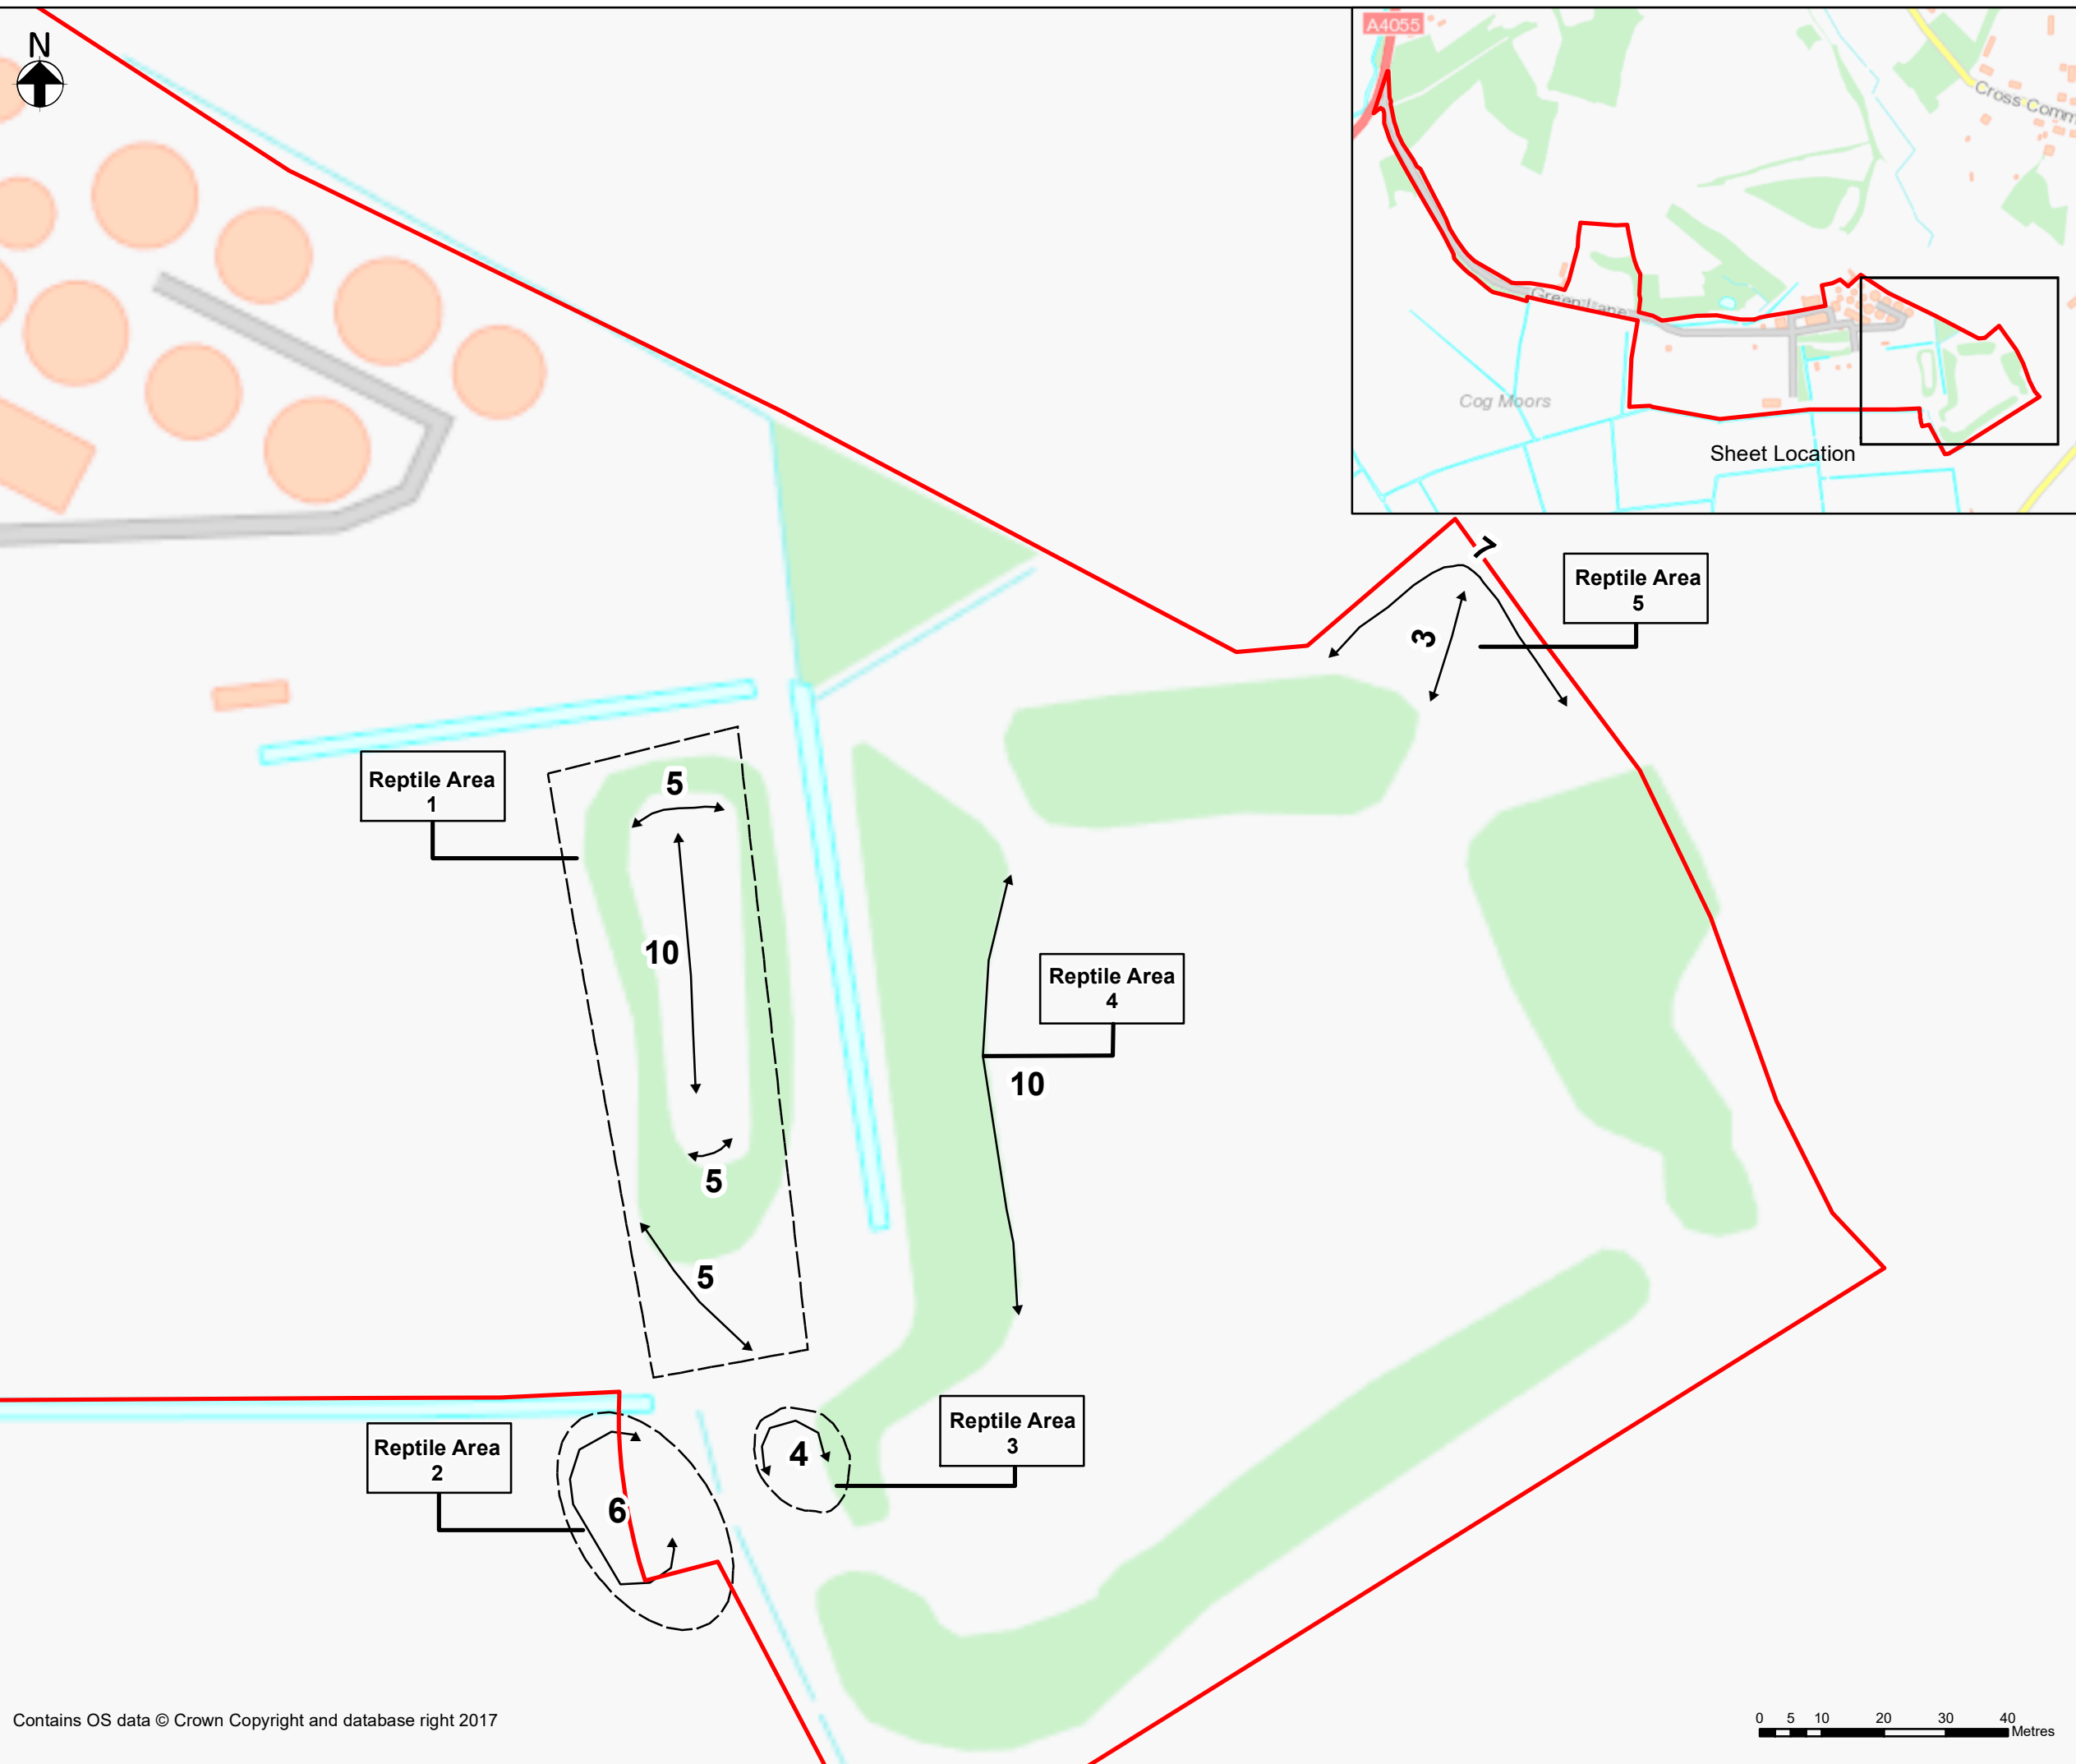 N
A4055
Cross Comm
Green Lane
Cog Moors
Sheet Location
7
Reptile Area
5
3
Reptile Area
1
5
10
Reptile Area
4
10
5
5
Reptile Area
2
6
4
Reptile Area
3
Contains OS data © Crown Copyright and database right 2017
0 5 10 20 30 40
Metres